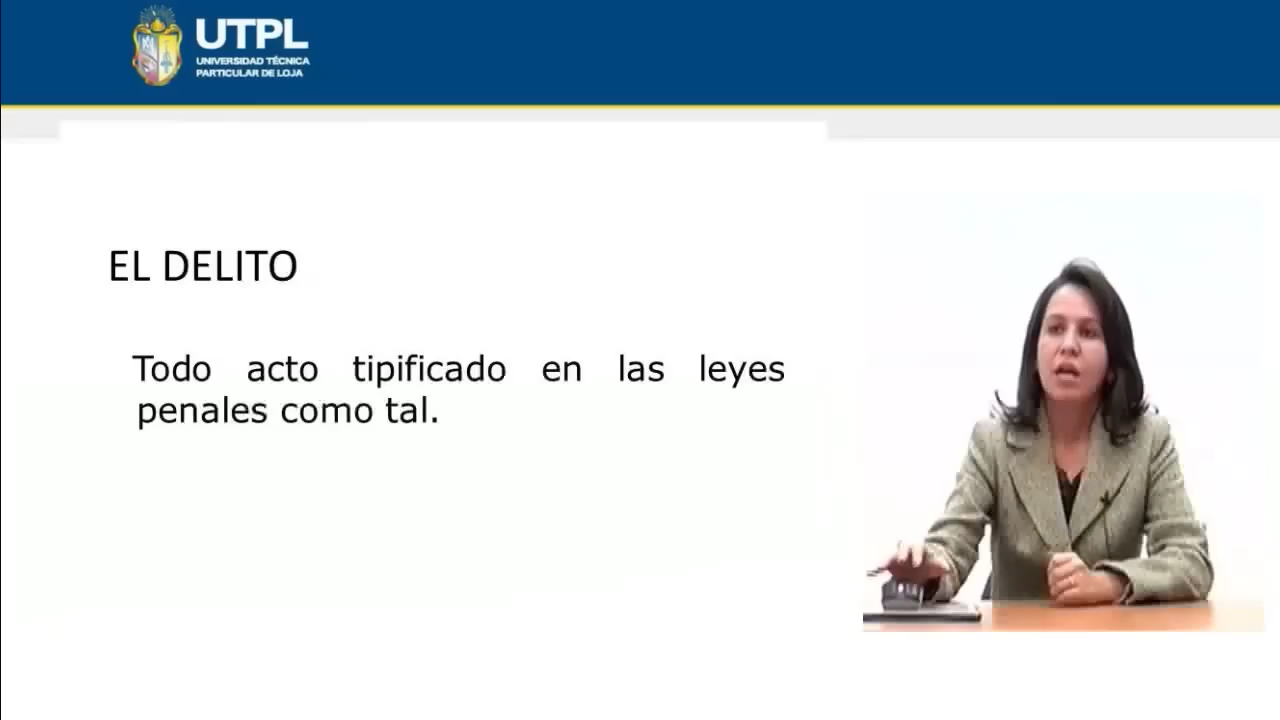 UTPL
UNIVERSIDAD TÉCNICA
PARTICULAR DE LOJA
EL DELITO
Todo acto tipificado en las leyes
penales como tal.